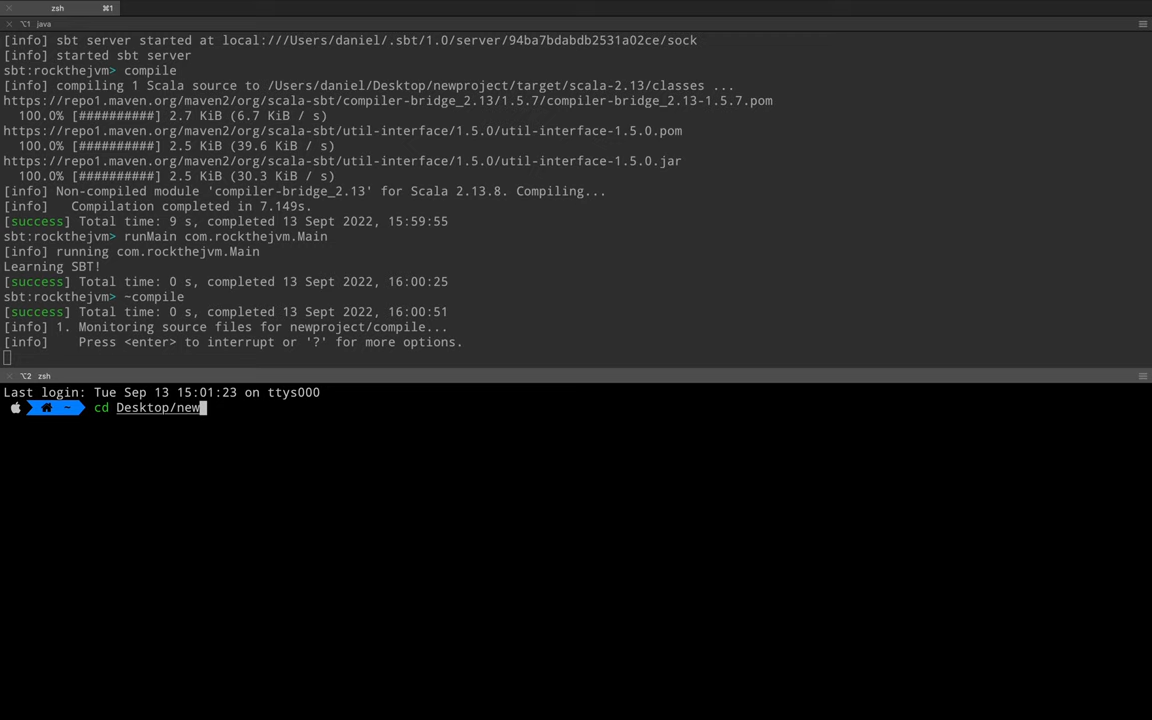 zsh ⌘1
⌥1 java
[info] sbt server started at local:///Users/daniel/.sbt/1.0/server/94ba7bdabdb2531a02ce/sock
[info] started sbt server
sbt:rockthejvm> compile
[info] compiling 1 Scala source to /Users/daniel/Desktop/newproject/target/scala-2.13/classes ...
https://repo1.maven.org/maven2/org/scala-sbt/compiler-bridge_2.13/1.5.7/compiler-bridge_2.13-1.5.7.pom
  100.0% [##########] 2.7 KiB (6.7 KiB / s)
https://repo1.maven.org/maven2/org/scala-sbt/util-interface/1.5.0/util-interface-1.5.0.pom
  100.0% [##########] 2.5 KiB (39.6 KiB / s)
https://repo1.maven.org/maven2/org/scala-sbt/util-interface/1.5.0/util-interface-1.5.0.jar
  100.0% [##########] 2.5 KiB (30.3 KiB / s)
[info] Non-compiled module 'compiler-bridge_2.13' for Scala 2.13.8. Compiling...
[info]   Compilation completed in 7.149s.
[success] Total time: 9 s, completed 13 Sept 2022, 15:59:55
sbt:rockthejvm> runMain com.rockthejvm.Main
[info] running com.rockthejvm.Main
Learning SBT!
[success] Total time: 0 s, completed 13 Sept 2022, 16:00:25
sbt:rockthejvm> ~compile
[success] Total time: 0 s, completed 13 Sept 2022, 16:00:51
[info] 1. Monitoring source files for newproject/compile...
[info]    Press <enter> to interrupt or '?' for more options.
⌥2 zsh
Last login: Tue Sep 13 15:01:23 on ttys000
~ cd Desktop/new